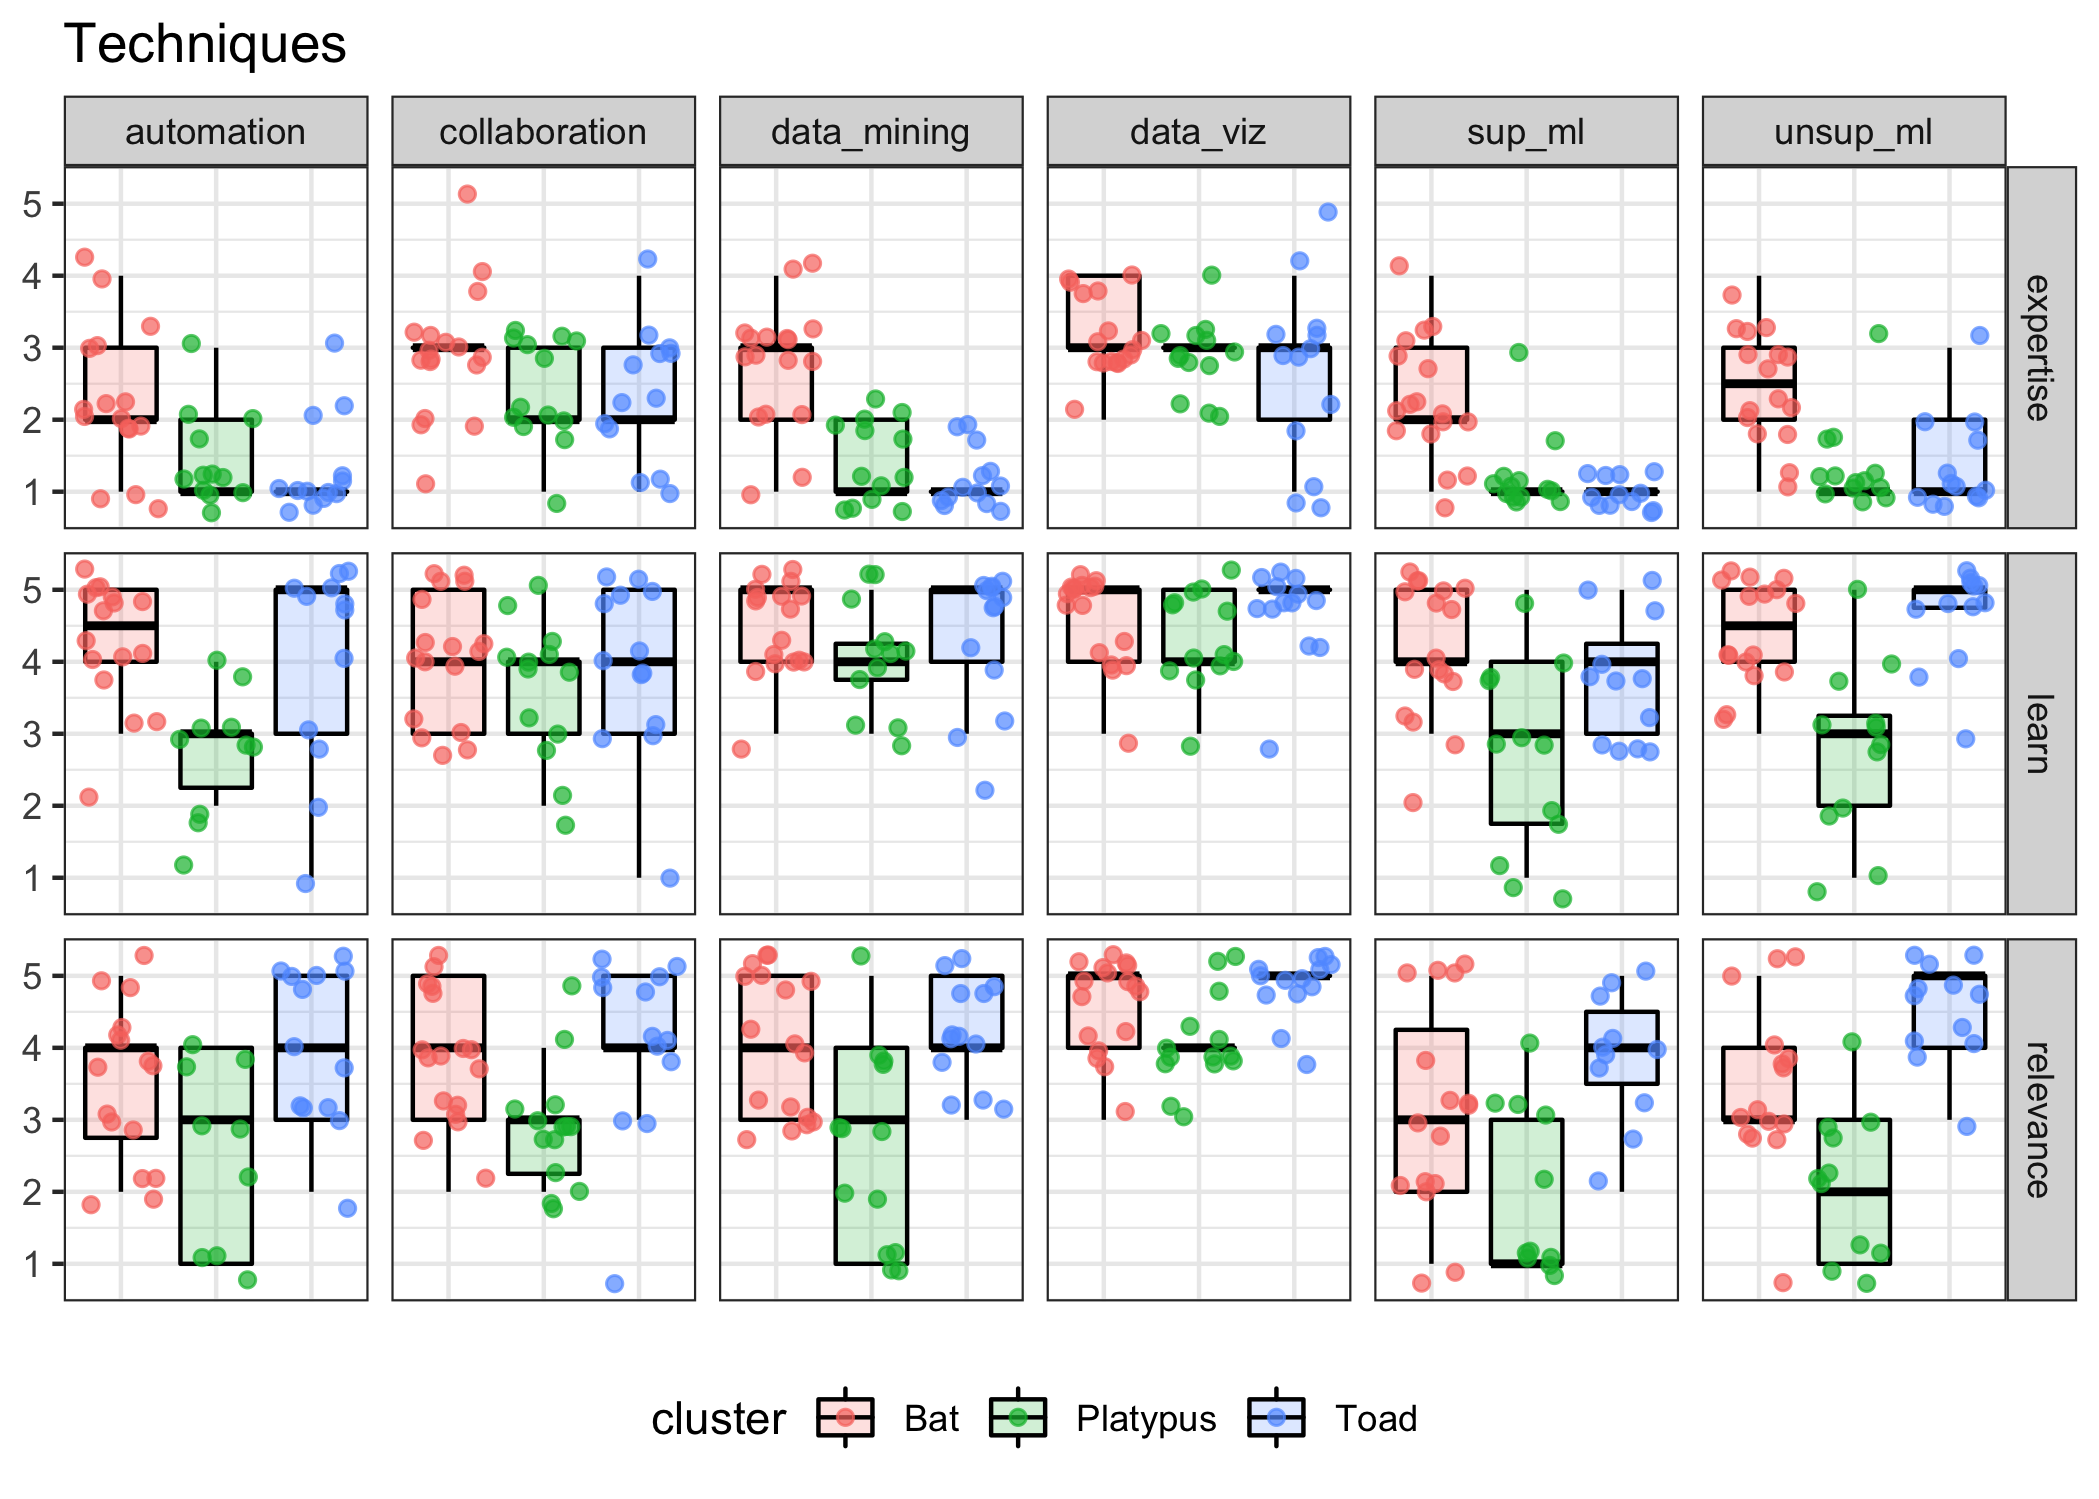 Techniques
automation collaboration data_mining data_viz sup_ml unsup_ml
5
4
3
2
1
expertise
5
4
3
2
1
learn
5
4
3
2
1
relevance
cluster Bat Platypus Toad